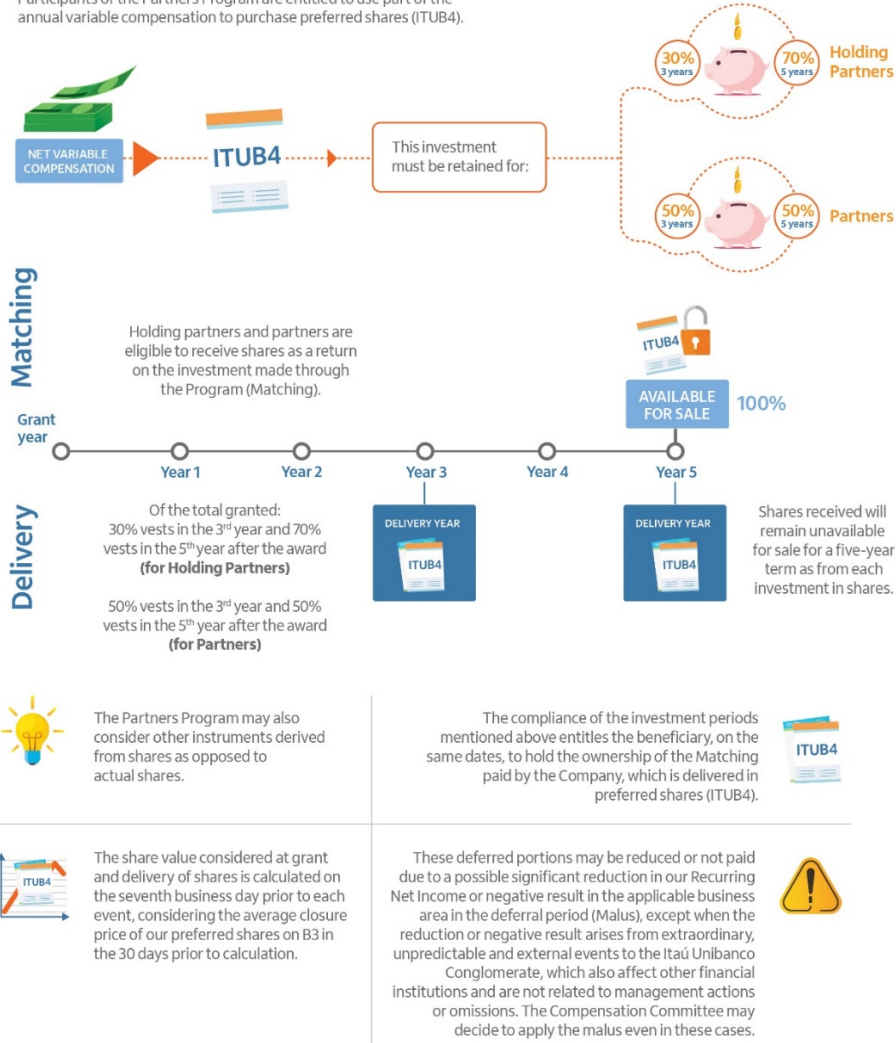 Participants of the Partners Program are entitled to use part of the
annual variable compensation to purchase preferred shares (ITUB4).
30%
3 years
70%
5 years
Holding
Partners
NET VARIABLE
COMPENSATION
ITUB4
This investment
must be retained for:
50%
3 years
50%
5 years
Partners
Matching
Holding partners and partners are
eligible to receive shares as a return
on the investment made through
the Program (Matching).
ITUB4
AVAILABLE
FOR SALE
100%
Grant
year
Year 1
Year 2
Year 3
Year 4
Year 5
Delivery
Of the total granted:
30% vests in the 3rd year and 70%
vests in the 5th year after the award
(for Holding Partners)
50% vests in the 3rd year and 50%
vests in the 5th year after the award
(for Partners)
DELIVERY YEAR
ITUB4
DELIVERY YEAR
ITUB4
Shares received will
remain unavailable
for sale for a five-year
term as from each
investment in shares.
The Partners Program may also
consider other instruments derived
from shares as opposed to
actual shares.
The compliance of the investment periods
mentioned above entitles the beneficiary, on the
same dates, to hold the ownership of the Matching
paid by the Company, which is delivered in
preferred shares (ITUB4).
ITUB4
ITUB4
The share value considered at grant
and delivery of shares is calculated on
the seventh business day prior to each
event, considering the average closure
price of our preferred shares on B3 in
the 30 days prior to calculation.
These deferred portions may be reduced or not paid
due to a possible significant reduction in our Recurring
Net Income or negative result in the applicable business
area in the deferral period (Malus), except when the
reduction or negative result arises from extraordinary,
unpredictable and external events to the Itaú Unibanco
Conglomerate, which also affect other financial
institutions and are not related to management actions
or omissions. The Compensation Committee may
decide to apply the malus even in these cases.